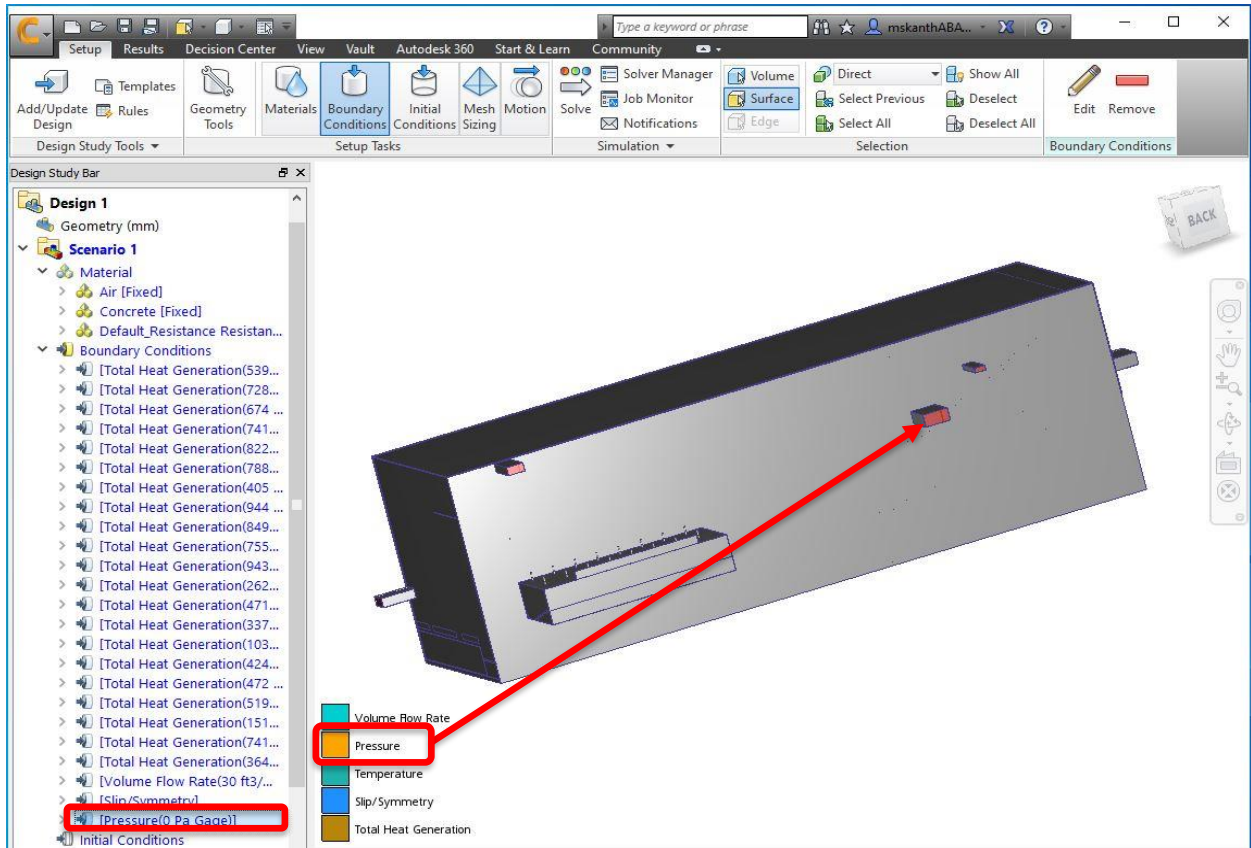 Type a keyword or phrase
mskanthABA...
Setup Results Decision Center View Vault Autodesk 360 Start & Learn Community
Add/Update Design
Templates
Rules
Geometry Tools
Materials
Boundary Conditions
Initial Conditions
Mesh Sizing
Motion
Solve
Solver Manager
Job Monitor
Notifications
Volume
Surface
Edge
Direct
Select Previous
Select All
Show All
Deselect
Deselect All
Edit
Remove
Design Study Tools
Setup Tasks
Simulation
Selection
Boundary Conditions
Design Study Bar
Design 1
Geometry (mm)
Scenario 1
Material
Air [Fixed]
Concrete [Fixed]
Default_Resistance Resistan...
Boundary Conditions
[Total Heat Generation(539...
[Total Heat Generation(728...
[Total Heat Generation(674 ...
[Total Heat Generation(741...
[Total Heat Generation(822...
[Total Heat Generation(788...
[Total Heat Generation(405 ...
[Total Heat Generation(944 ...
[Total Heat Generation(849...
[Total Heat Generation(755...
[Total Heat Generation(943...
[Total Heat Generation(262...
[Total Heat Generation(471...
[Total Heat Generation(337...
[Total Heat Generation(103...
[Total Heat Generation(424...
[Total Heat Generation(472 ...
[Total Heat Generation(519...
[Total Heat Generation(151...
[Total Heat Generation(741...
[Total Heat Generation(364...
[Volume Flow Rate(30 ft3/...
[Slip/Symmetry]
[Pressure(0 Pa Gage)]
Initial Conditions
BACK
Volume Flow Rate
Pressure
Temperature
Slip/Symmetry
Total Heat Generation